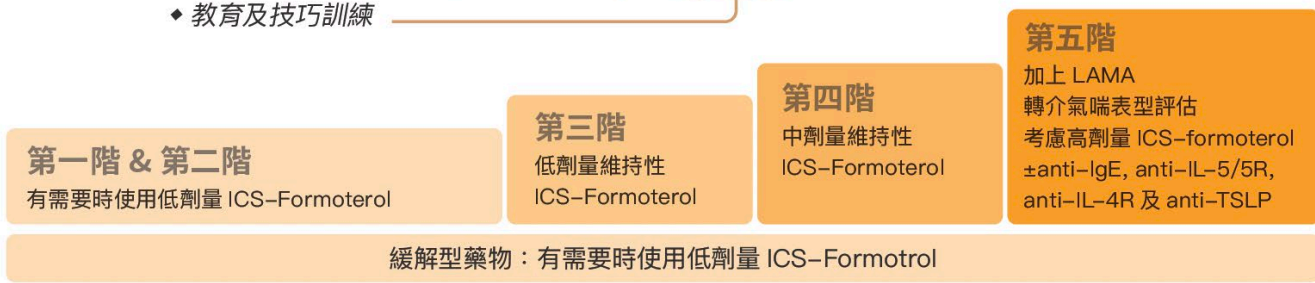 ◆ 教育及技巧訓練
第一階 & 第二階
有需要時使用低劑量 ICS–Formoterol
第三階
低劑量維持性
ICS–Formoterol
第四階
中劑量維持性
ICS–Formoterol
第五階
加上 LAMA
轉介氣喘表型評估
考慮高劑量 ICS–formoterol
±anti–IgE, anti–IL–5/5R,
anti–IL–4R 及 anti–TSLP
緩解型藥物：有需要時使用低劑量 ICS–Formotrol